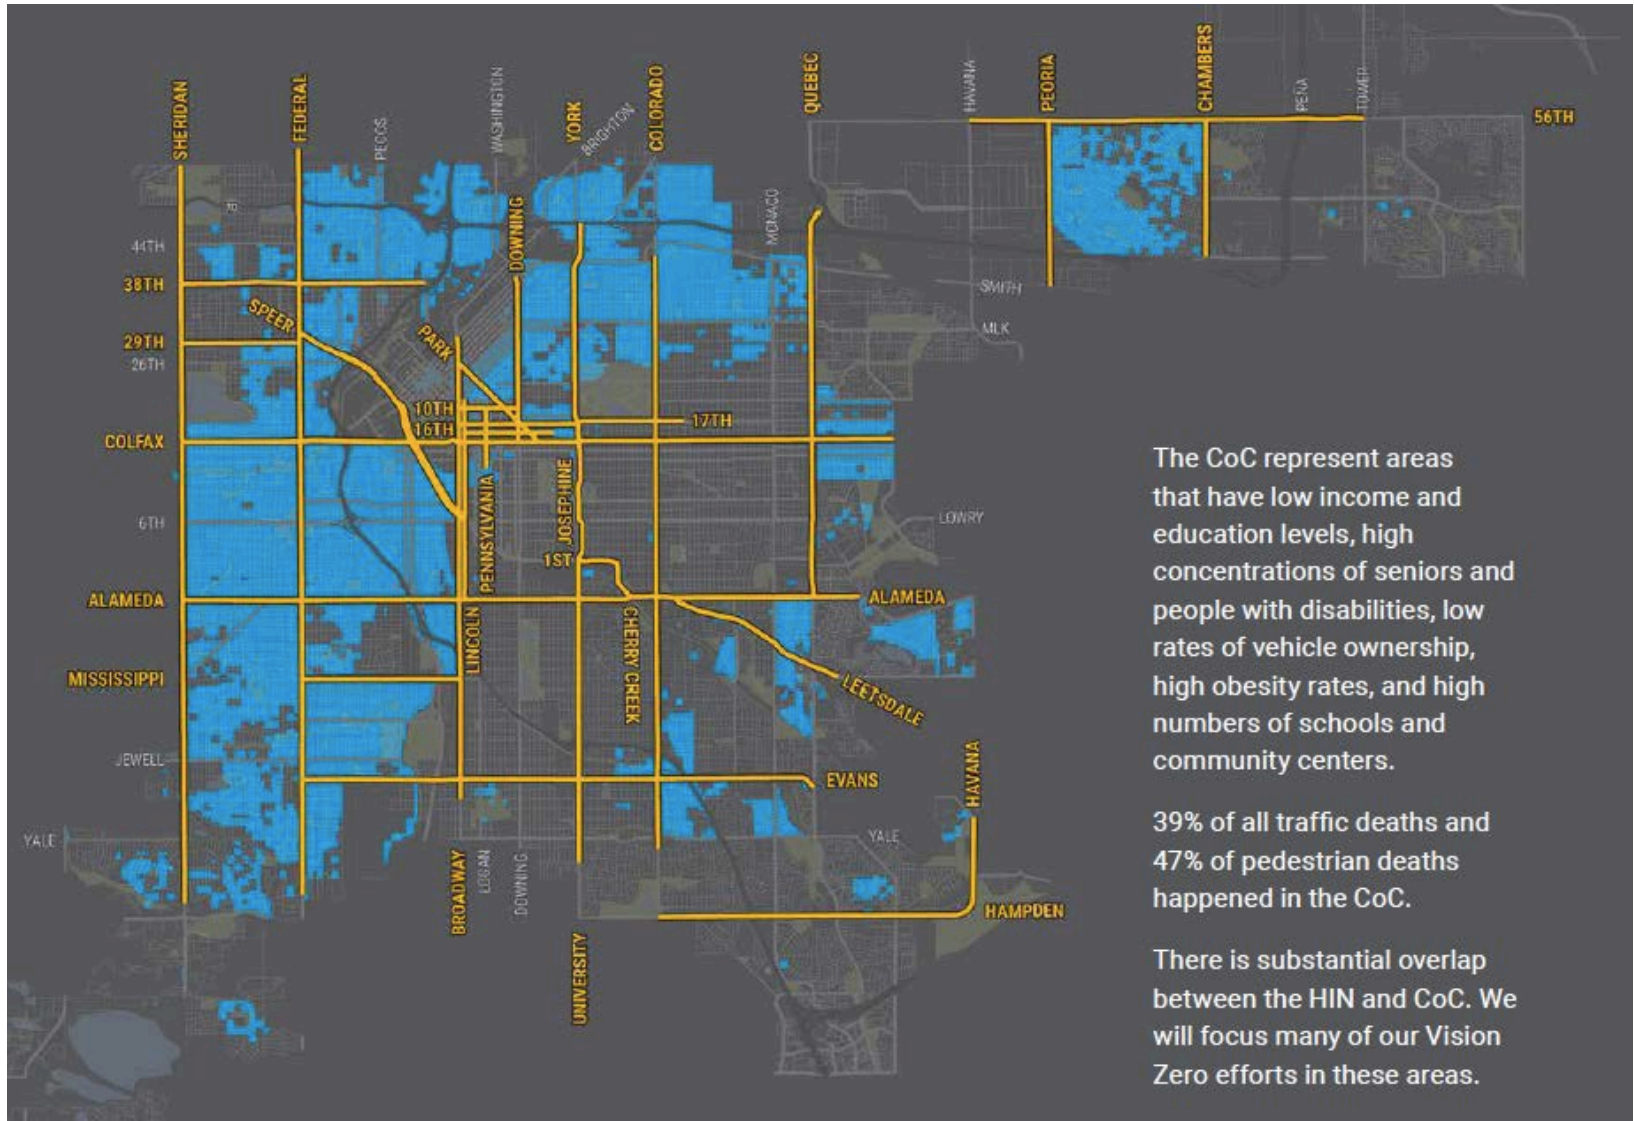 SHERIDAN
FEDERAL
PECOS
WASHINGTON
YORK
BRIGHTON
COLORADO
QUEBEC
HAVANA
PEORIA
CHAMBERS
PENA
TOWER
56TH
DOWNING
MONACO
70
44TH
38TH
SPEER
SMITH
29TH
PARK
MLK
26TH
10TH
17TH
16TH
COLFAX
The CoC represent areas
that have low income and
education levels, high
concentrations of seniors and
people with disabilities, low
rates of vehicle ownership,
high obesity rates, and high
numbers of schools and
community centers.
39% of all traffic deaths and
47% of pedestrian deaths
happened in the CoC.
There is substantial overlap
between the HIN and CoC. We
will focus many of our Vision
Zero efforts in these areas.
6TH
PENNSYLVANIA
JOSEPHINE
LOWRY
1ST
ALAMEDA
ALAMEDA
LINCOLN
CHERRY CREEK
MISSISSIPPI
LEETSDALE
JEWELL
EVANS
HAVANA
YALE
YALE
BROADWAY
LOGAN
DOWNING
HAMPDEN
UNIVERSITY